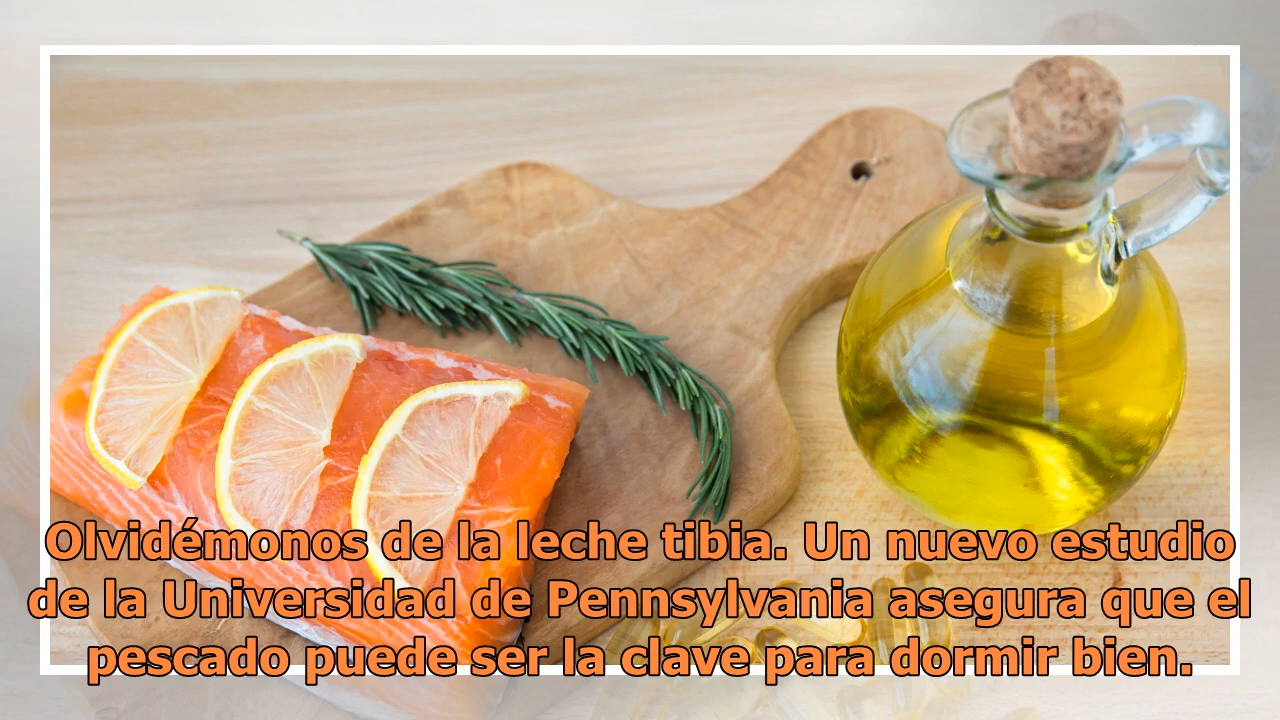 Olvidémonos de la leche tibia. Un nuevo estudio
de la Universidad de Pennsylvania asegura que el
pescado puede ser la clave para dormir bien.